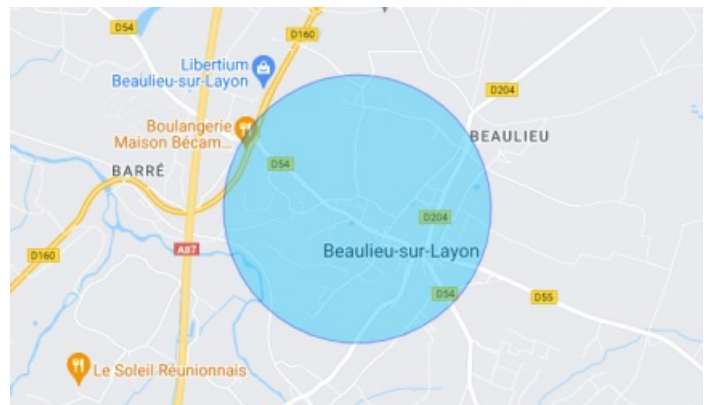 D54
D160
Libertium
Beaulieu-sur-Layon
D204
Boulangerie
Maison Bécam...
BEAULIEU
BARRÉ
D54
D204
D160
A87
Beaulieu-sur-Layon
D54
D55
Le Soleil Réunionnais